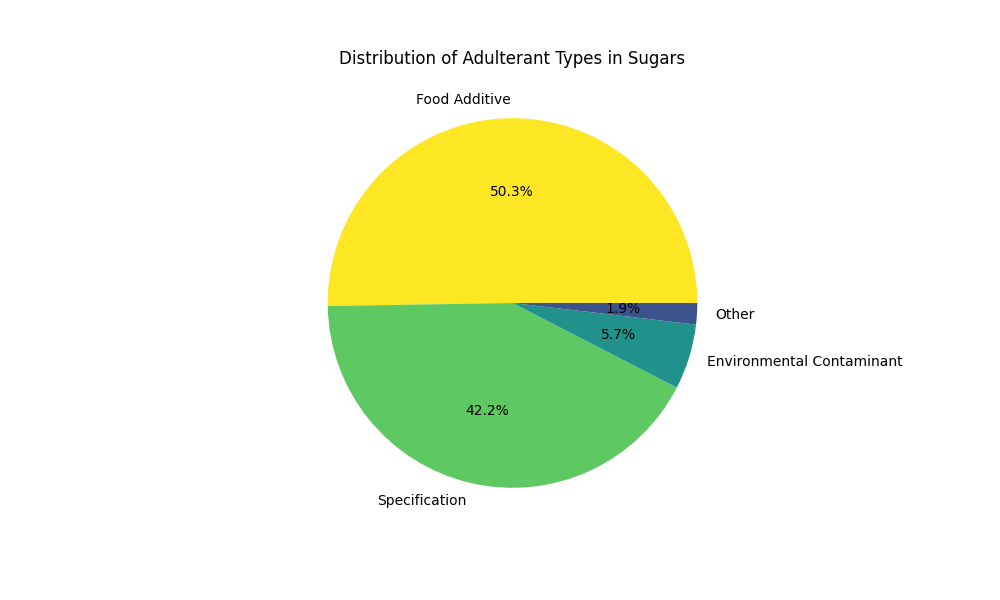 Distribution of Adulterant Types in Sugars
Food Additive
50.3%
1.9%
Other
5.7%
Environmental Contaminant
42.2%
Specification